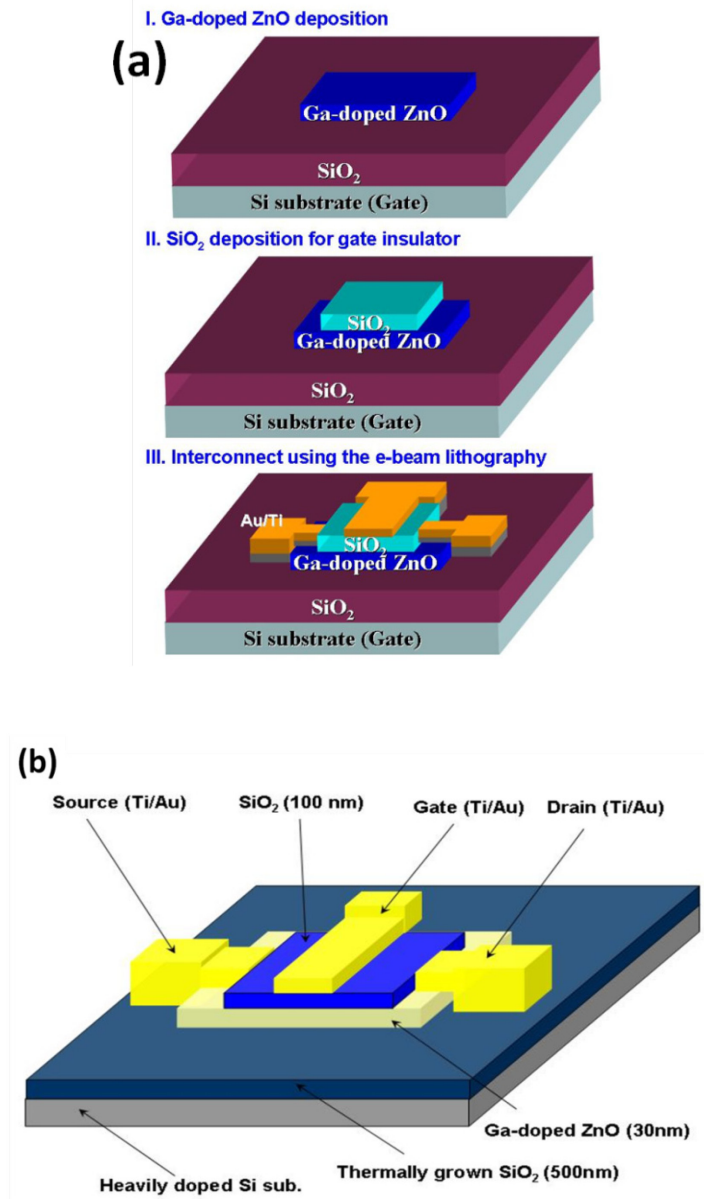 I. Ga-doped ZnO deposition
(a)
Ga-doped ZnO
SiO₂
Si substrate (Gate)
II. SiO₂ deposition for gate insulator
SiO₂
Ga-doped ZnO
SiO₂
Si substrate (Gate)
III. Interconnect using the e-beam lithography
Au/Ti
SiO₂
Ga-doped ZnO
SiO₂
Si substrate (Gate)
(b)
Source (Ti/Au) SiO₂ (100 nm) Gate (Ti/Au) Drain (Ti/Au)
Ga-doped ZnO (30nm)
Thermally grown SiO₂ (500nm)
Heavily doped Si sub.